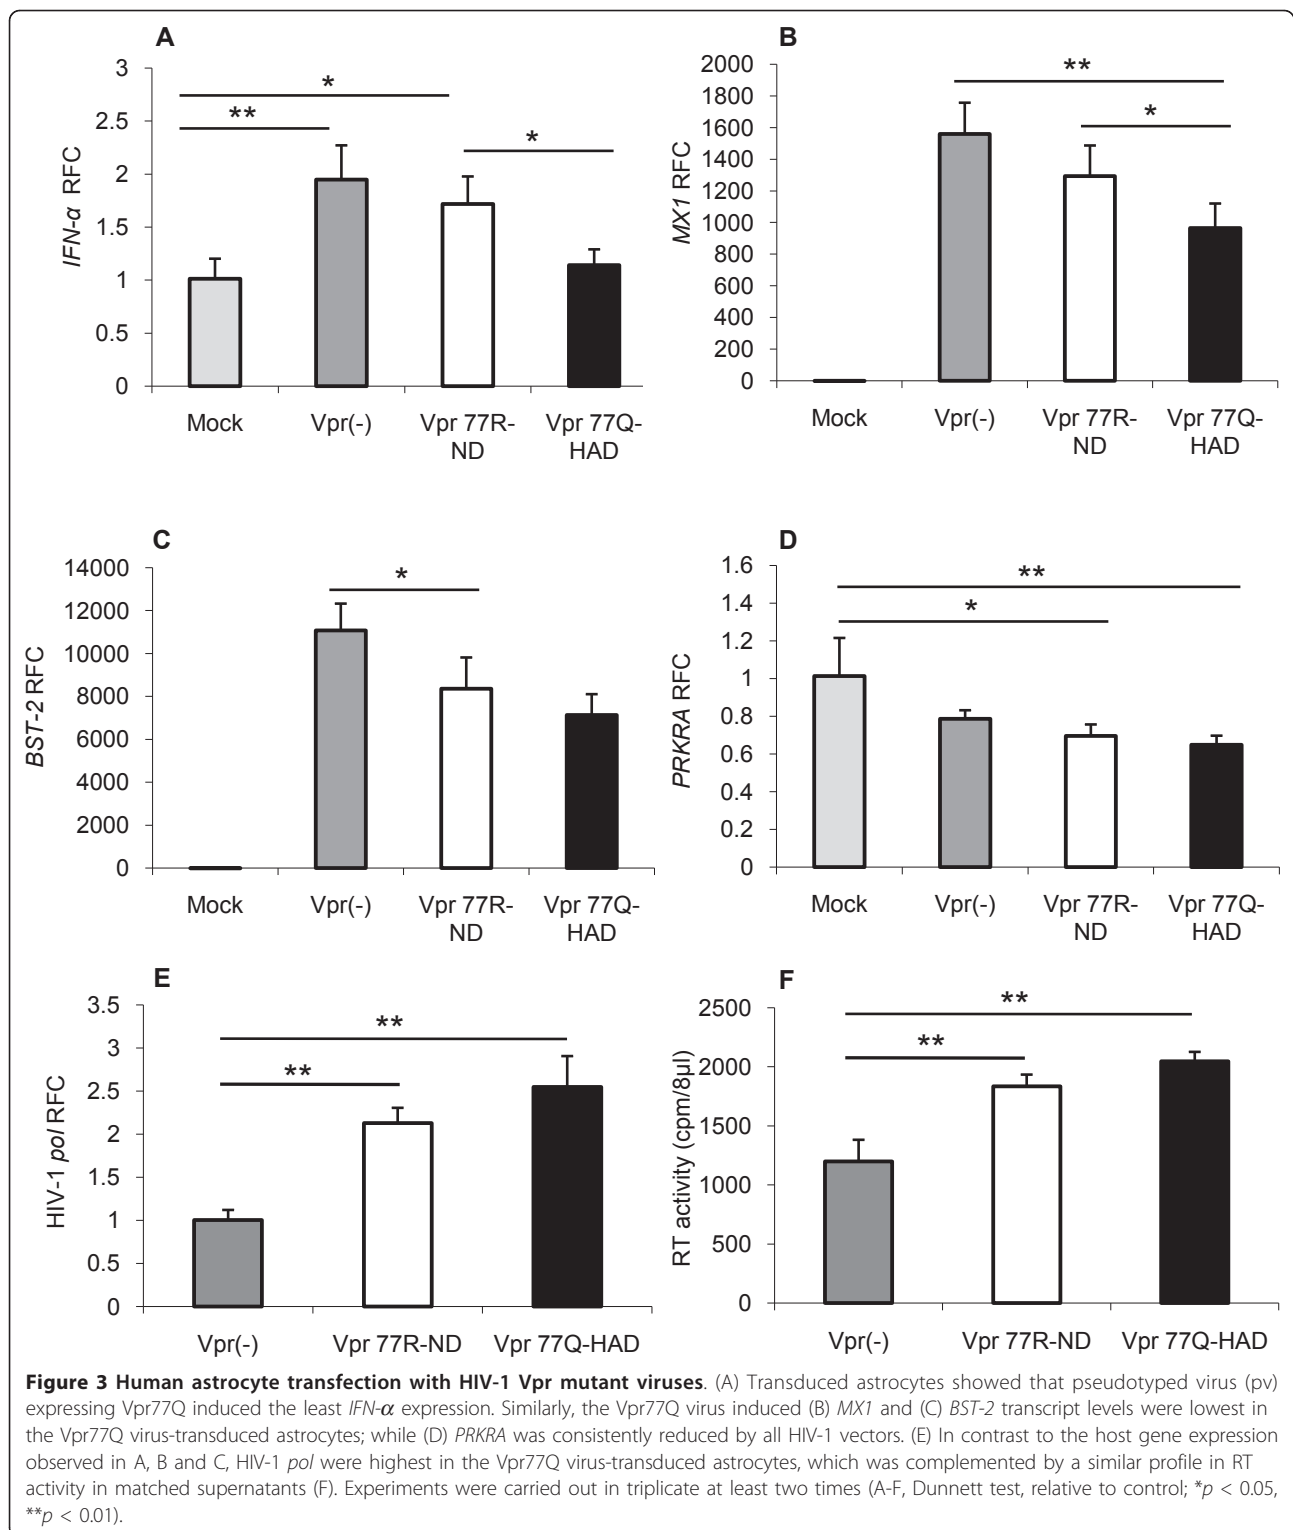 A
3
2.5
2
1.5
1
0.5
0
IFN-α RFC
*
**
*
Mock
Vpr(-)
Vpr 77R-
ND
Vpr 77Q-
HAD
B
2000
1800
1600
1400
1200
1000
800
600
400
200
0
MX1 RFC
**
*
Mock
Vpr(-)
Vpr 77R-
ND
Vpr 77Q-
HAD
C
14000
12000
10000
8000
6000
4000
2000
0
BST-2 RFC
*
Mock
Vpr(-)
Vpr 77R-
ND
Vpr 77Q-
HAD
D
1.6
1.4
1.2
1
0.8
0.6
0.4
0.2
0
PRKRA RFC
**
*
Mock
Vpr(-)
Vpr 77R-
ND
Vpr 77Q-
HAD
E
3.5
3
2.5
2
1.5
1
0.5
0
HIV-1 pol RFC
**
**
Vpr(-)
Vpr 77R-ND
Vpr 77Q-HAD
F
2500
2000
1500
1000
500
0
RT activity (cpm/8µl)
**
**
Vpr(-)
Vpr 77R-ND
Vpr 77Q-HAD
Figure 3 Human astrocyte transfection with HIV-1 Vpr mutant viruses. (A) Transduced astrocytes showed that pseudotyped virus (pv)
expressing Vpr77Q induced the least IFN-α expression. Similarly, the Vpr77Q virus induced (B) MX1 and (C) BST-2 transcript levels were lowest in
the Vpr77Q virus-transduced astrocytes; while (D) PRKRA was consistently reduced by all HIV-1 vectors. (E) In contrast to the host gene expression
observed in A, B and C, HIV-1 pol were highest in the Vpr77Q virus-transduced astrocytes, which was complemented by a similar profile in RT
activity in matched supernatants (F). Experiments were carried out in triplicate at least two times (A-F, Dunnett test, relative to control; *p < 0.05,
**p < 0.01).